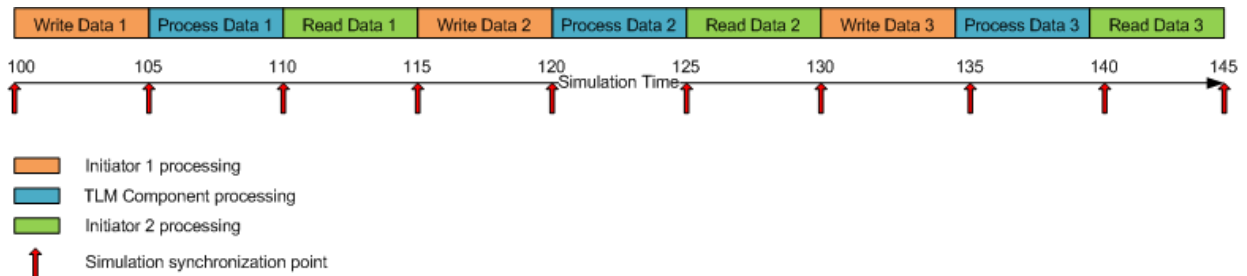 Write Data 1 Process Data 1 Read Data 1 Write Data 2 Process Data 2 Read Data 2 Write Data 3 Process Data 3 Read Data 3
100 105 110 115 120 125 130 135 140 145
Simulation Time
Initiator 1 processing
TLM Component processing
Initiator 2 processing
Simulation synchronization point